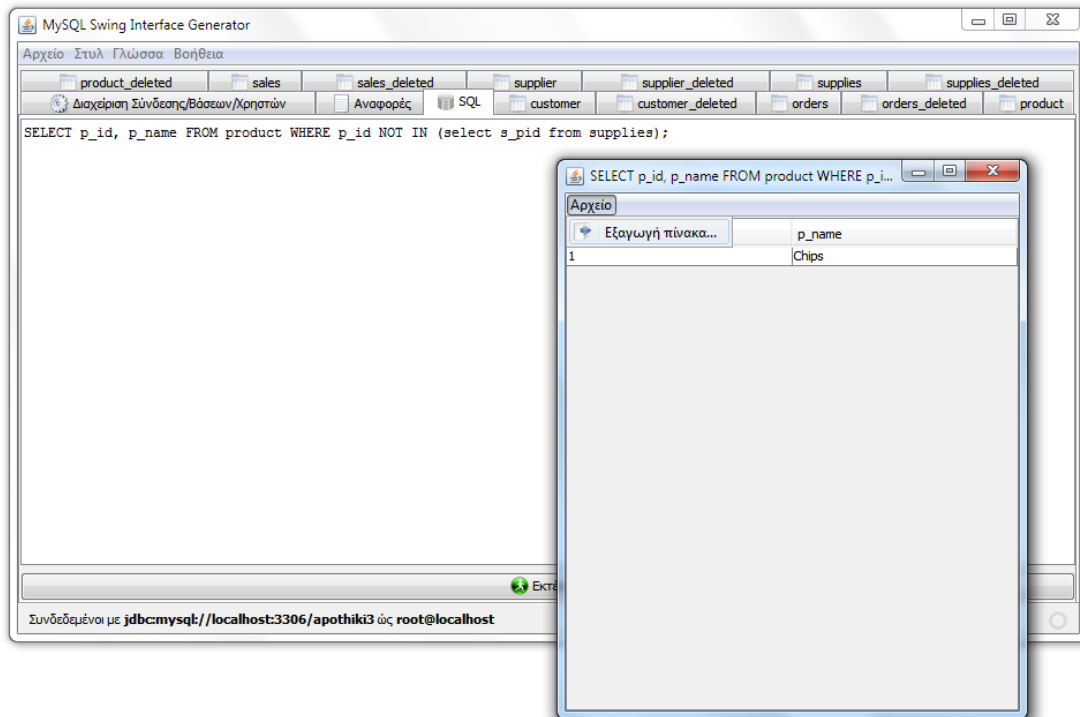 MySQL Swing Interface Generator
Αρχείο Στυλ Γλώσσα Βοήθεια
product_deleted sales sales_deleted supplier supplier_deleted supplies supplies_deleted
Διαχείριση Σύνδεσης/Βάσεων/Χρηστών Αναφορές SQL customer customer_deleted orders orders_deleted product
SELECT p_id, p_name FROM product WHERE p_id NOT IN (select s_pid from supplies);
SELECT p_id, p_name FROM product WHERE p_i...
Αρχείο
Εξαγωγή πίνακα... p_name
1 Chips
Συνδεδεμένοι με jdbc:mysql://localhost:3306/apothiki3 ώς root@localhost